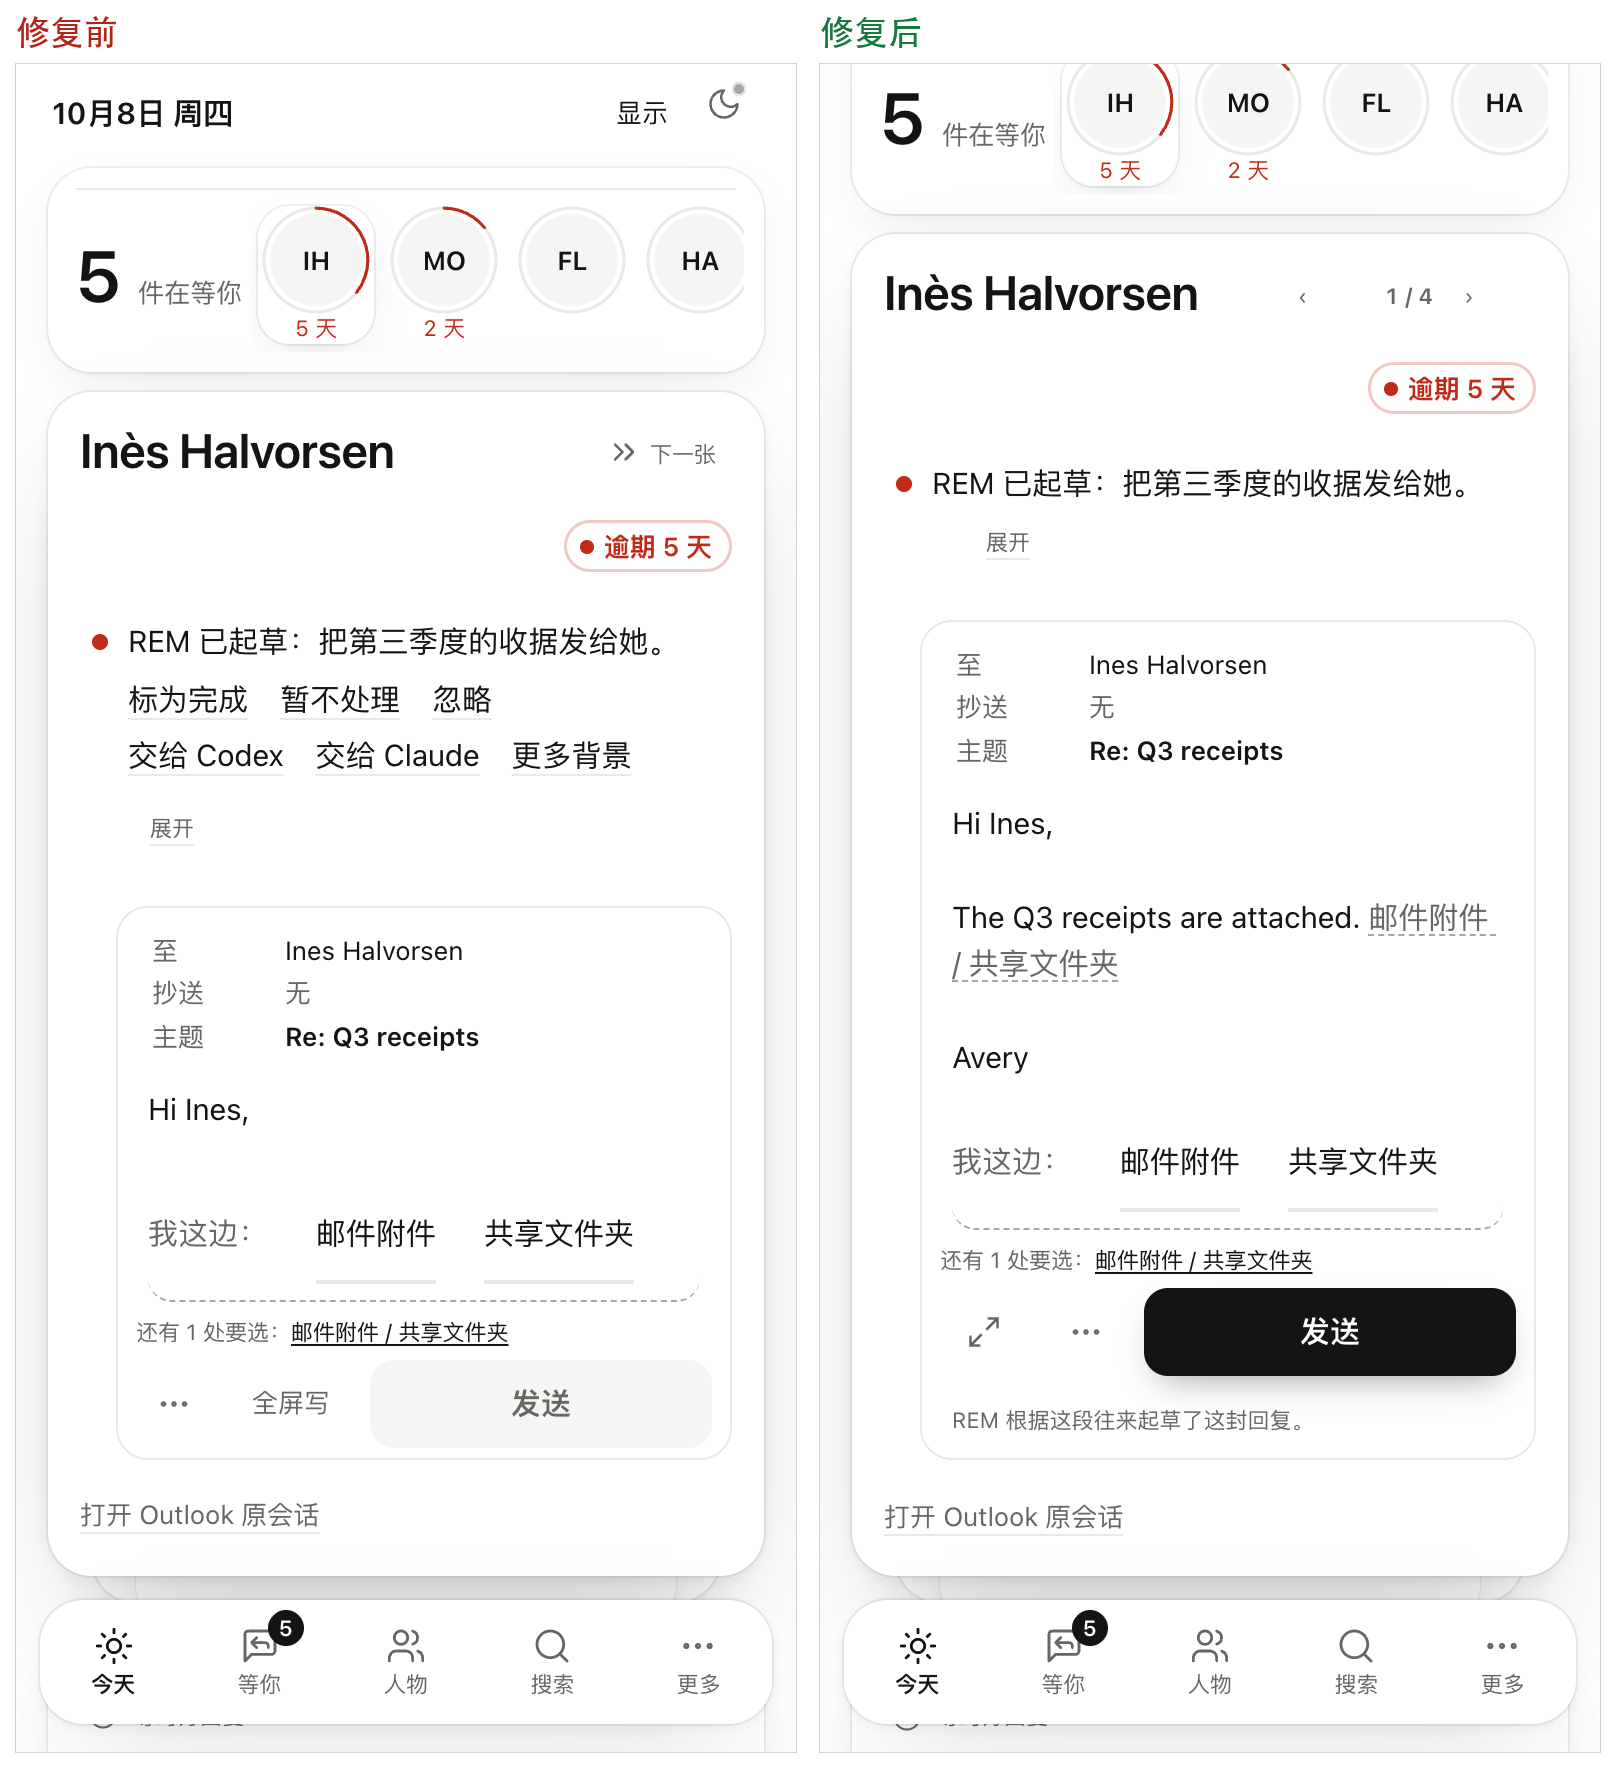 修复前
10月8日 周四
显示
5 件在等你
IH
MO
FL
HA
5 天
2 天
Inès Halvorsen
下一张
逾期 5 天
REM 已起草：把第三季度的收据发给她。
标为完成 暂不处理 忽略
交给 Codex 交给 Claude 更多背景
展开
至 Ines Halvorsen
抄送 无
主题 Re: Q3 receipts
Hi Ines,
我这边： 邮件附件 共享文件夹
还有 1 处要选：邮件附件 / 共享文件夹
全屏写
发送
打开 Outlook 原会话
今天
等你
5
人物
搜索
更多
修复后
5 件在等你
IH
MO
FL
HA
5 天
2 天
Inès Halvorsen
‹ 1 / 4 ›
逾期 5 天
REM 已起草：把第三季度的收据发给她。
展开
至 Ines Halvorsen
抄送 无
主题 Re: Q3 receipts
Hi Ines,
The Q3 receipts are attached. 邮件附件
/ 共享文件夹
Avery
我这边： 邮件附件 共享文件夹
还有 1 处要选：邮件附件 / 共享文件夹
发送
REM 根据这段往来起草了这封回复。
打开 Outlook 原会话
今天
等你
5
人物
搜索
更多